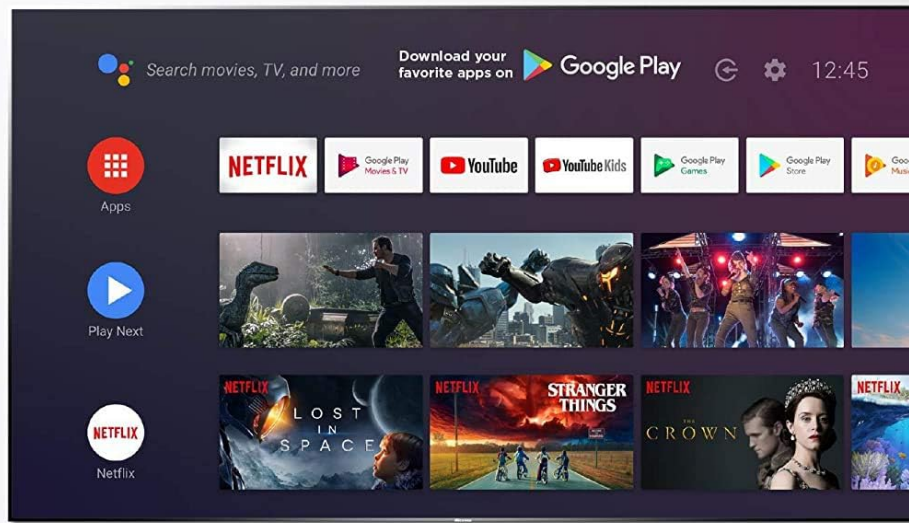 Search movies, TV, and more
Download your
favorite apps on
Google Play
12:45
Apps
NETFLIX
Google Play
Movies & TV
YouTube
YouTube Kids
Google Play
Games
Google Play
Store
Play Next
NETFLIX
Netflix
NETFLIX
LOST
IN
SPACE
NETFLIX
STRANGER
THINGS
NETFLIX
THE
CROWN
NETFLIX